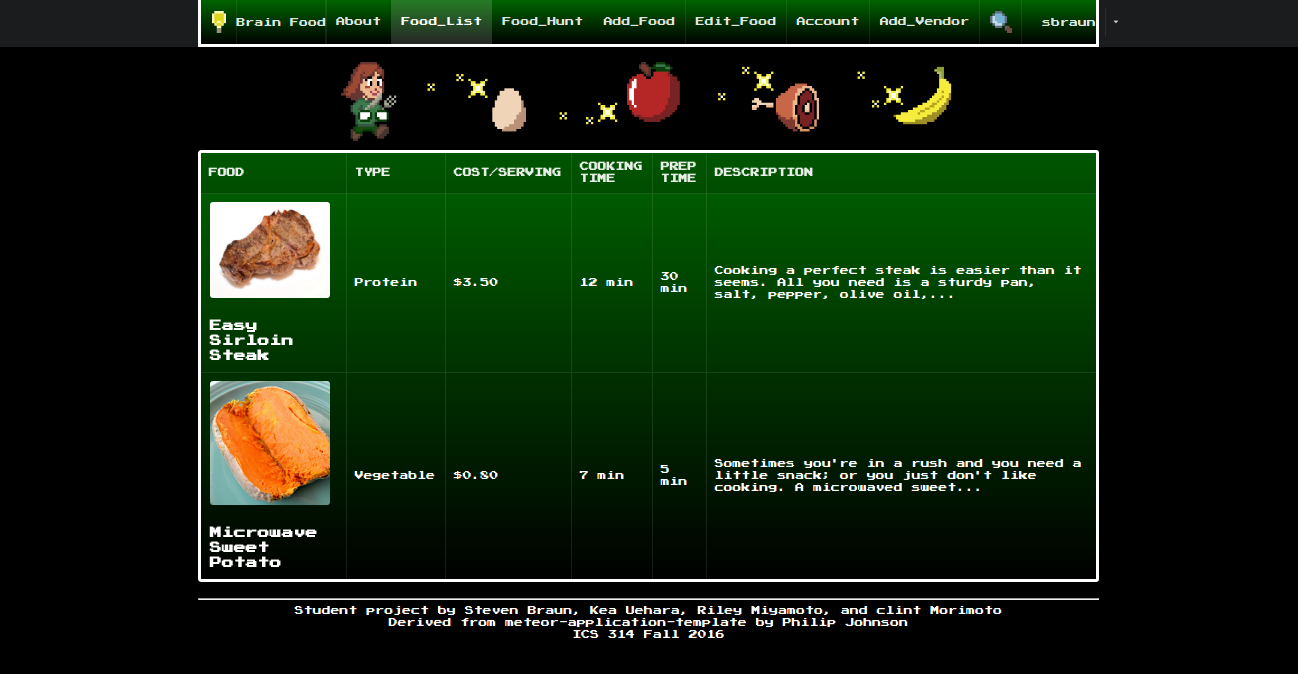 Brain Food About Food_List Food_Hunt Add_Food Edit_Food Account Add_Vendor sbraun
FOOD TYPE COST/SERVING COOKING TIME PREP TIME DESCRIPTION
Easy
Sirloin
Steak
Protein
$3.50
12 min
30
min
Cooking a perfect steak is easier than it
seems. All you need is a sturdy pan,
salt, pepper, olive oil,...
Microwave
Sweet
Potato
Vegetable
$0.80
7 min
5
min
Sometimes you're in a rush and you need a
little snack; or you just don't like
cooking. A microwaved sweet...
Student project by Steven Braun, Kea Uehara, Riley Miyamoto, and clint Morimoto
Derived from meteor-application-template by Philip Johnson
ICS 314 Fall 2016